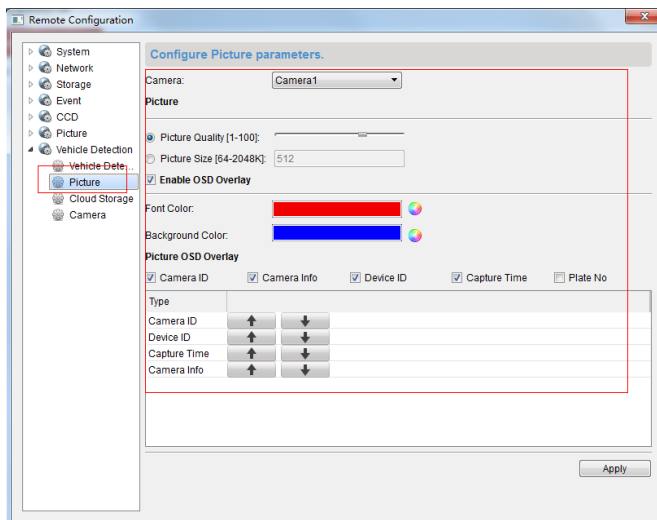 Remote Configuration
System
Network
Storage
Event
CCD
Picture
Vehicle Detection
Vehicle Dete...
Picture
Cloud Storage
Camera
Configure Picture parameters.
Camera: Camera1
Picture
Picture Quality [1-100]:
Picture Size [64-2048K]: 512
Enable OSD Overlay
Font Color:
Background Color:
Picture OSD Overlay
Camera ID Camera Info Device ID Capture Time Plate No
Type
Camera ID
Device ID
Capture Time
Camera Info
Apply